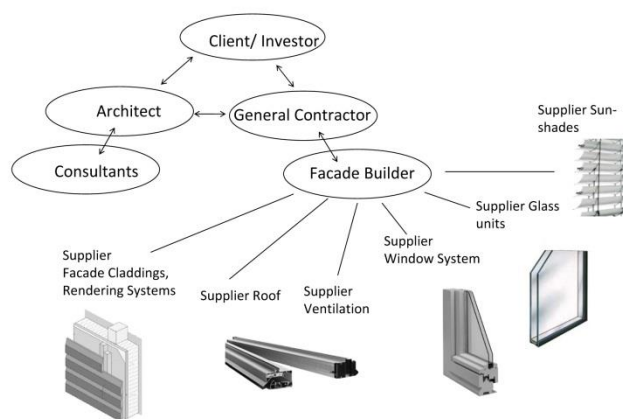 Client/ Investor
Architect
General Contractor
Consultants
Facade Builder
Supplier Sun-
shades
Supplier Glass
units
Supplier
Window System
Supplier
Facade Claddings,
Rendering Systems
Supplier Roof
Supplier
Ventilation